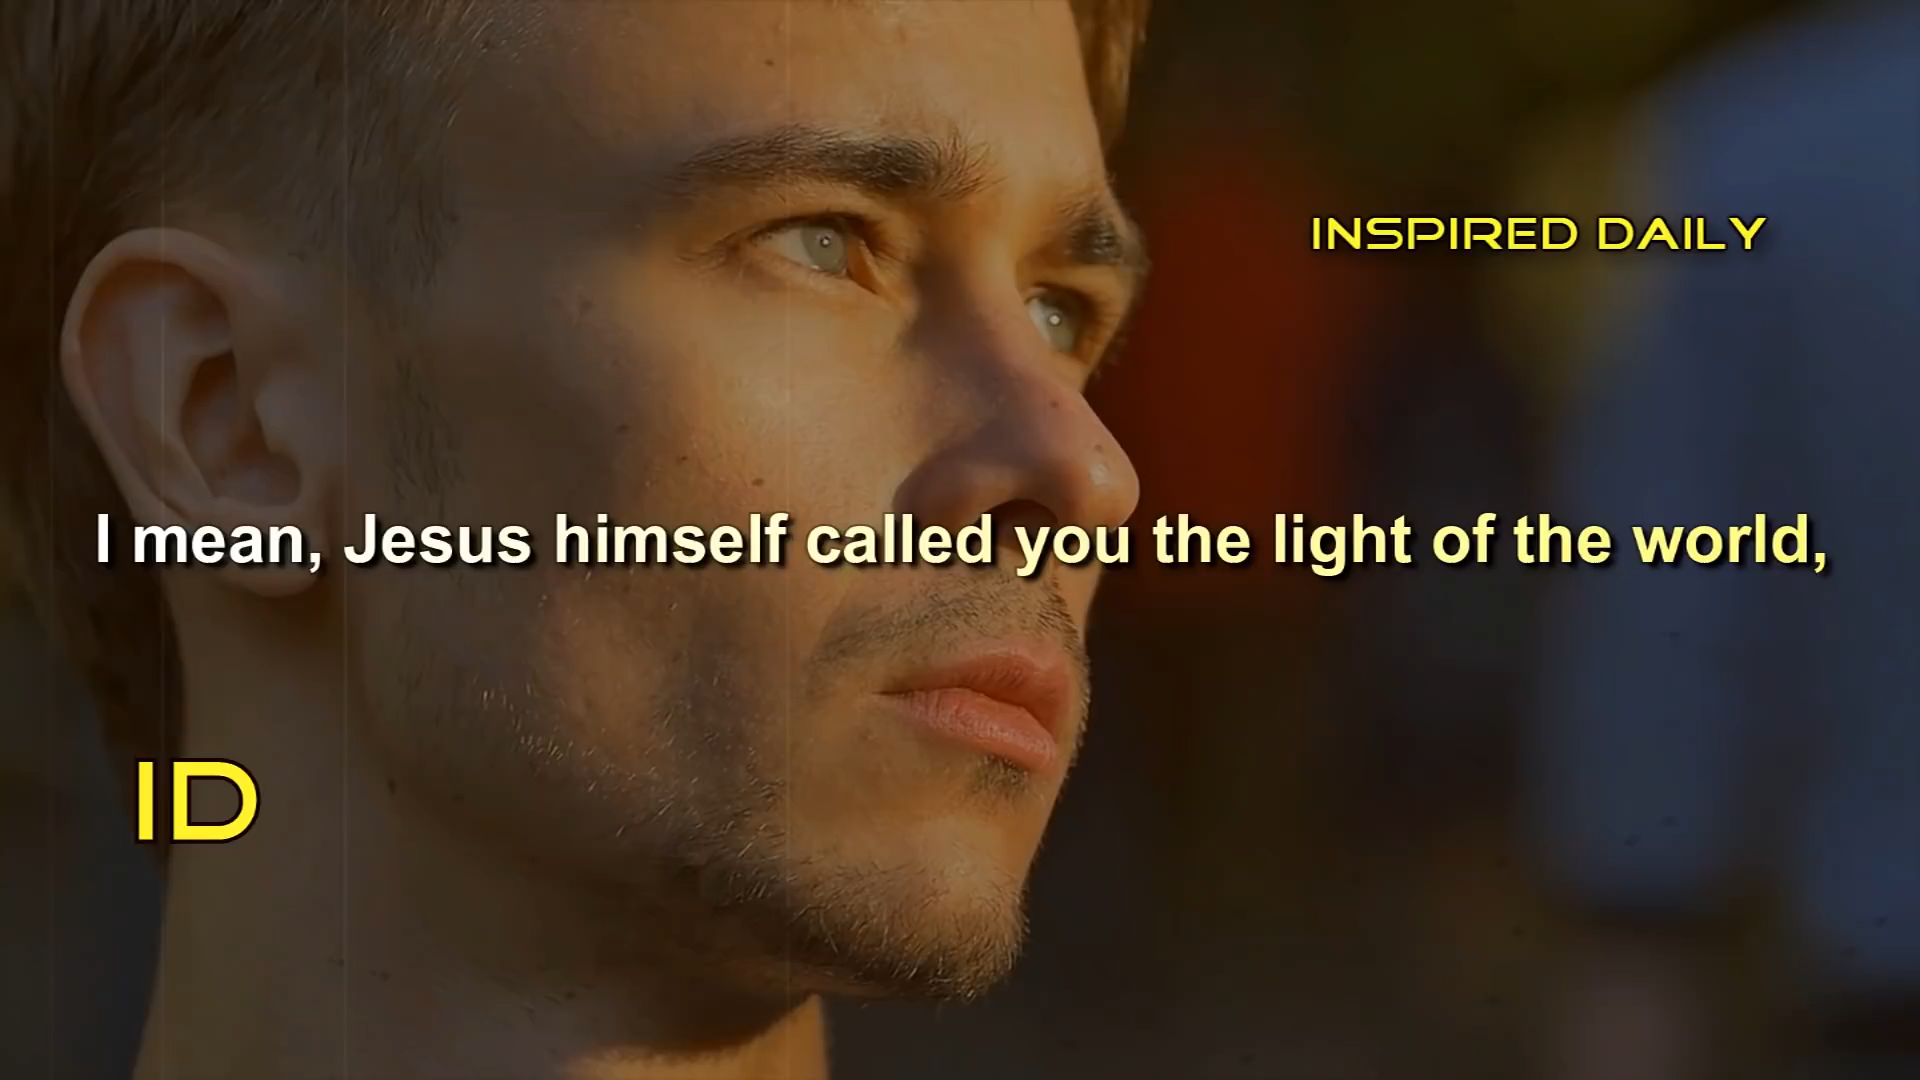 INSPIRED DAILY
I mean, Jesus himself called you the light of the world,
ID